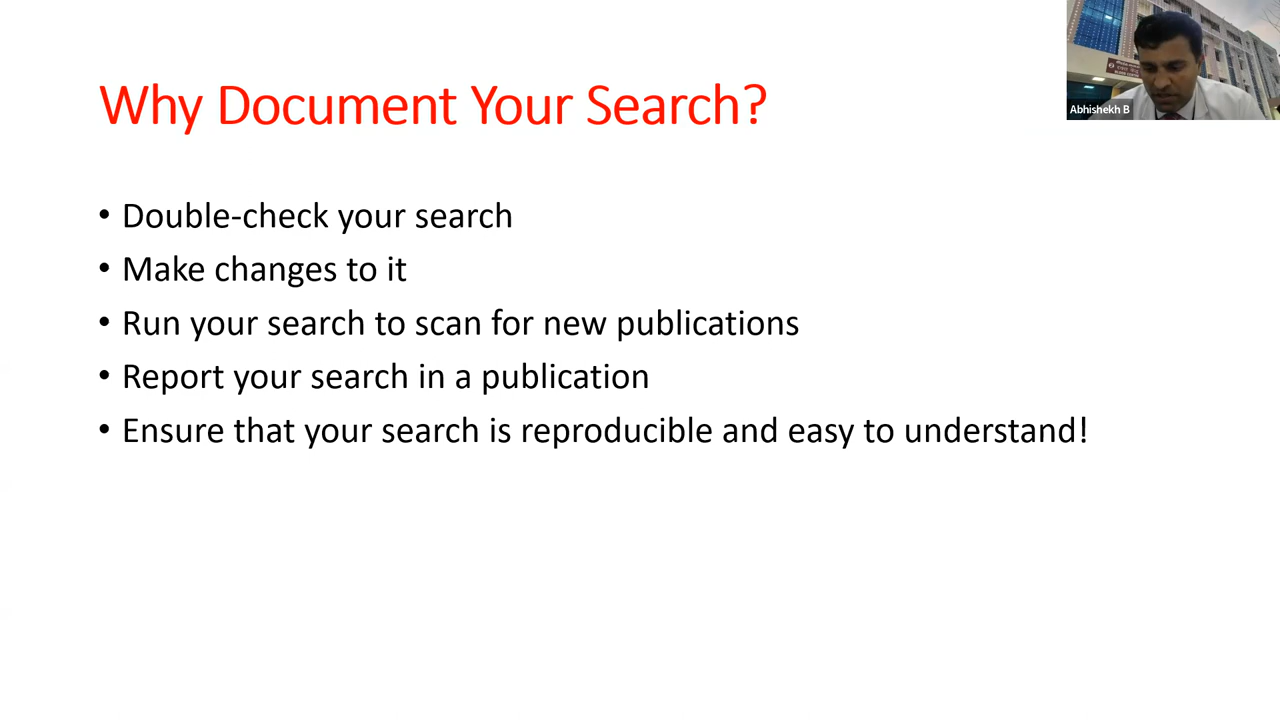 Why Document Your Search?
• Double-check your search
• Make changes to it
• Run your search to scan for new publications
• Report your search in a publication
• Ensure that your search is reproducible and easy to understand!
Abhishekh B